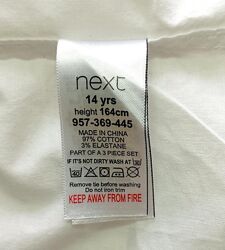 next
14 yrs
height 164cm
957-369-445
MADE IN CHINA
97% COTTON
3% ELASTANE
PART OF A 3 PIECE SET
IF IT'S NOT DIRTY WASH AT 30
40
Remove tie before washing
Do not iron trim
KEEP AWAY FROM FIRE